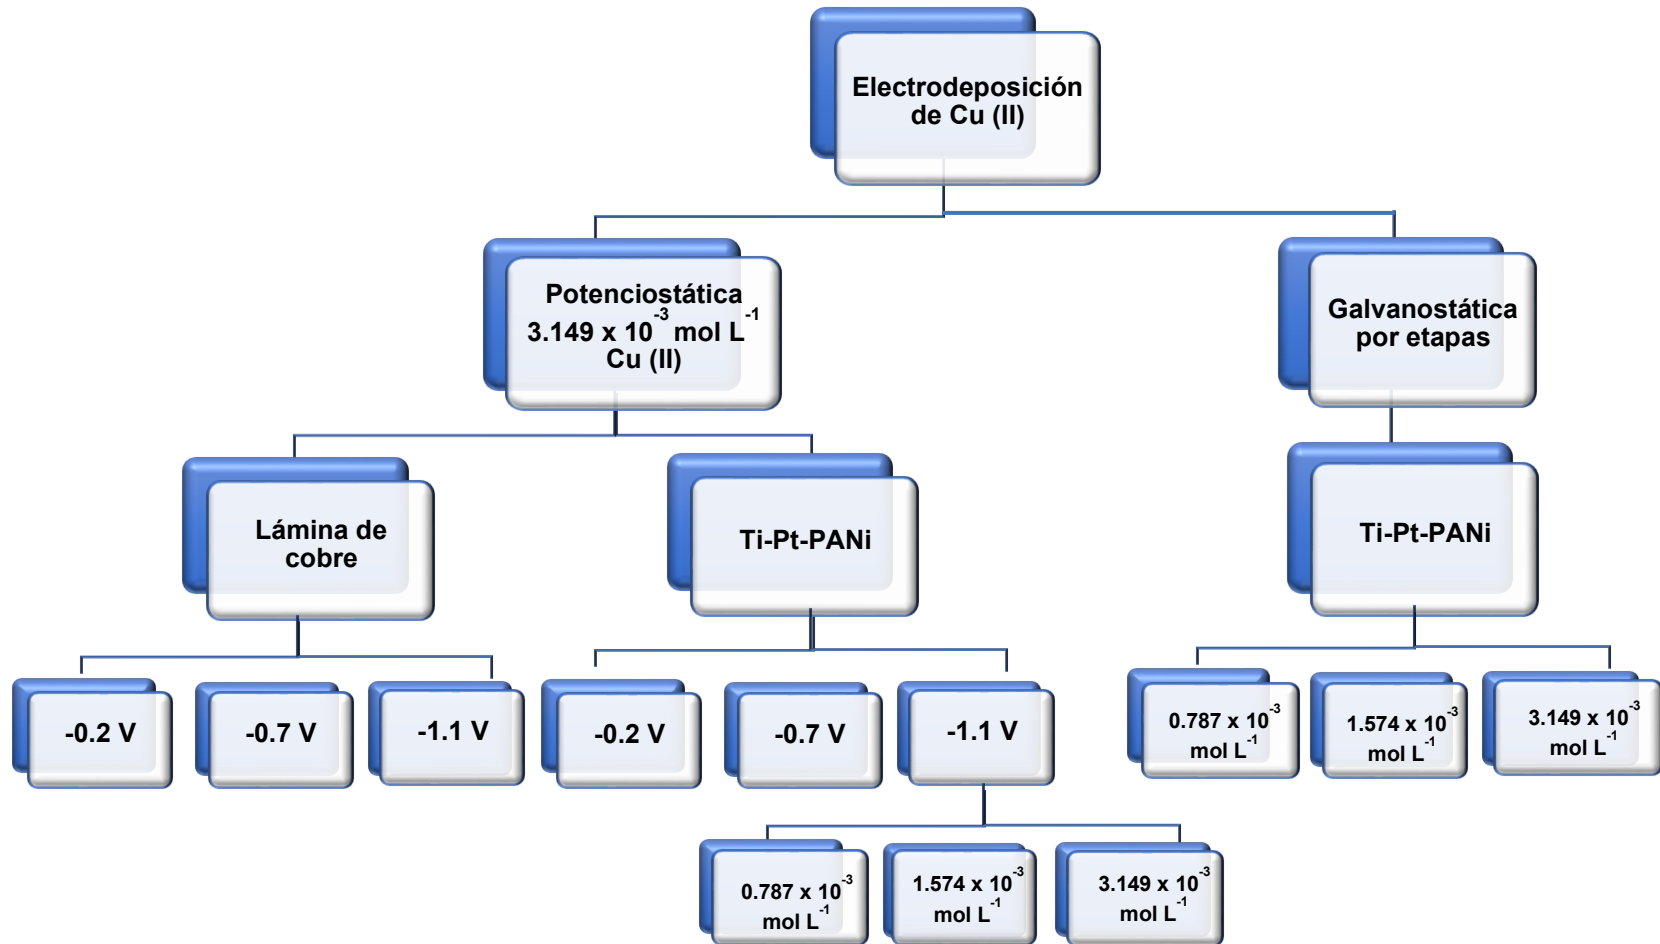 Electrodeposición
de Cu (II)
Potenciostática
3.149 x 10⁻³ mol L⁻¹
Cu (II)
Galvanostática
por etapas
Lámina de
cobre
Ti-Pt-PANi
Ti-Pt-PANi
-0.2 V
-0.7 V
-1.1 V
-0.2 V
-0.7 V
-1.1 V
0.787 x 10⁻³
mol L⁻¹
1.574 x 10⁻³
mol L⁻¹
3.149 x 10⁻³
mol L⁻¹
0.787 x 10⁻³
mol L⁻¹
1.574 x 10⁻³
mol L⁻¹
3.149 x 10⁻³
mol L⁻¹